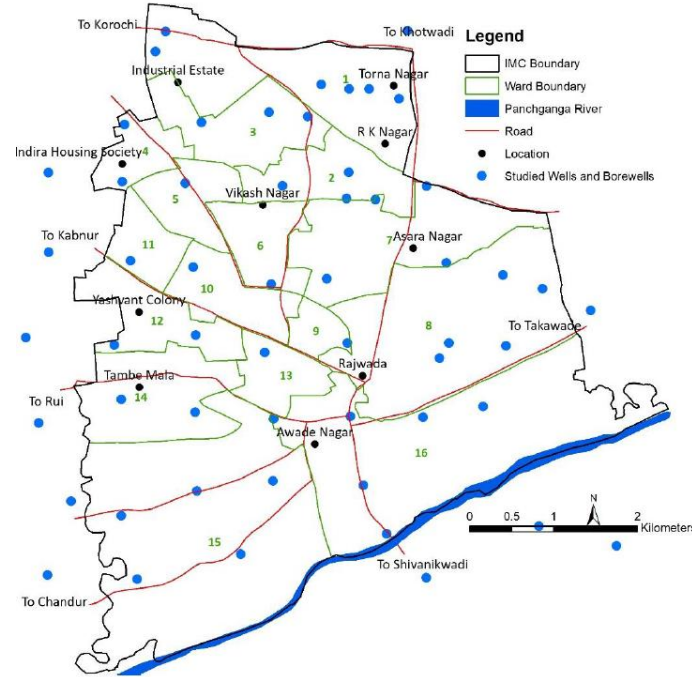 To Korochi
To Khotwadi
Legend
IMC Boundary
Ward Boundary
Panchganga River
Road
Location
Studied Wells and Borewells
Industrial Estate
1
Torna Nagar
3
R K Nagar
Indira Housing Society
4
2
5
Vikash Nagar
To Kabnur
11
6
7
Asara Nagar
10
Yashvant Colony
12
9
8
To Takawade
Rajwada
13
Tambe Mala
14
To Rui
Awade Nagar
16
N
0 0.5 1 2
Kilometers
15
To Shivanikwadi
To Chandur